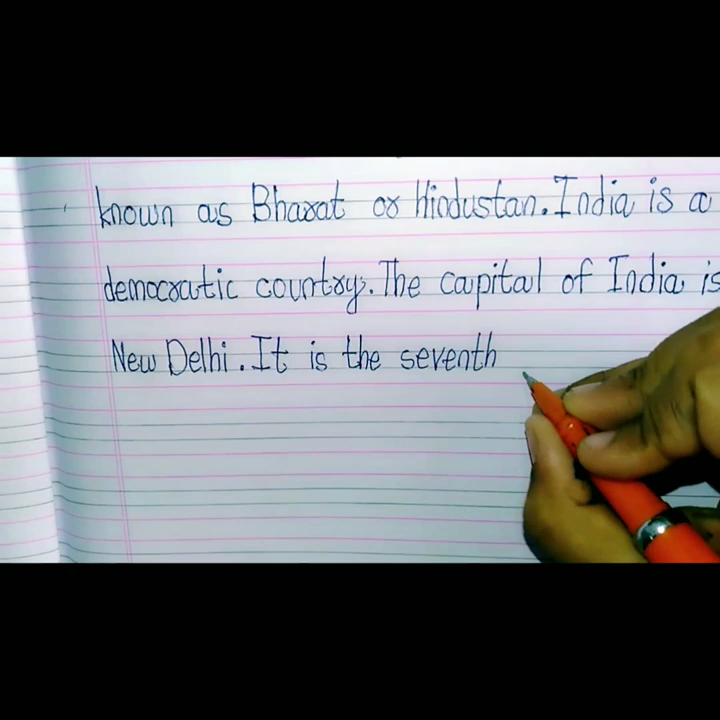 known as Bharat or Hindustan. India is a
democratic country. The capital of India is
New Delhi. It is the seventh